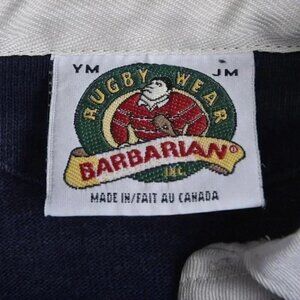 YM JM
RUGBY WEAR
BARBARIAN®
INC.
MADE IN/FAIT AU CANADA